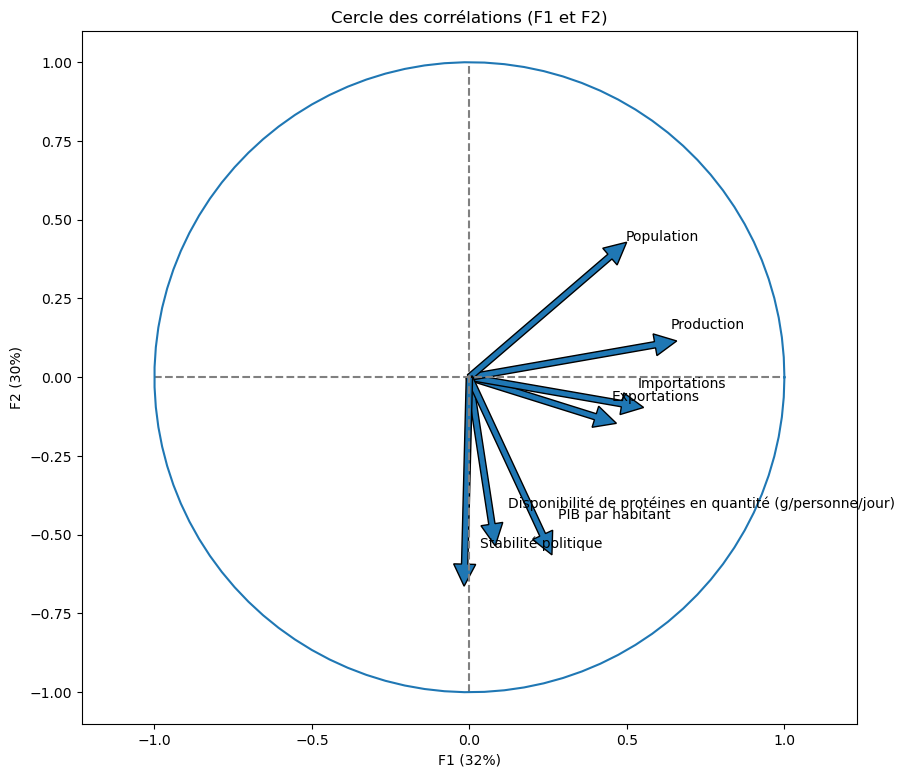 Cercle des corrélations (F1 et F2)
1.00
0.75
0.50
0.25
0.00
−0.25
−0.50
−0.75
−1.00
F2 (30%)
Population
Production
Importations
Exportations
Disponibilité de protéines en quantité (g/personne/jour)
PIB par habitant
Stabilité politique
−1.0
−0.5
0.0
0.5
1.0
F1 (32%)